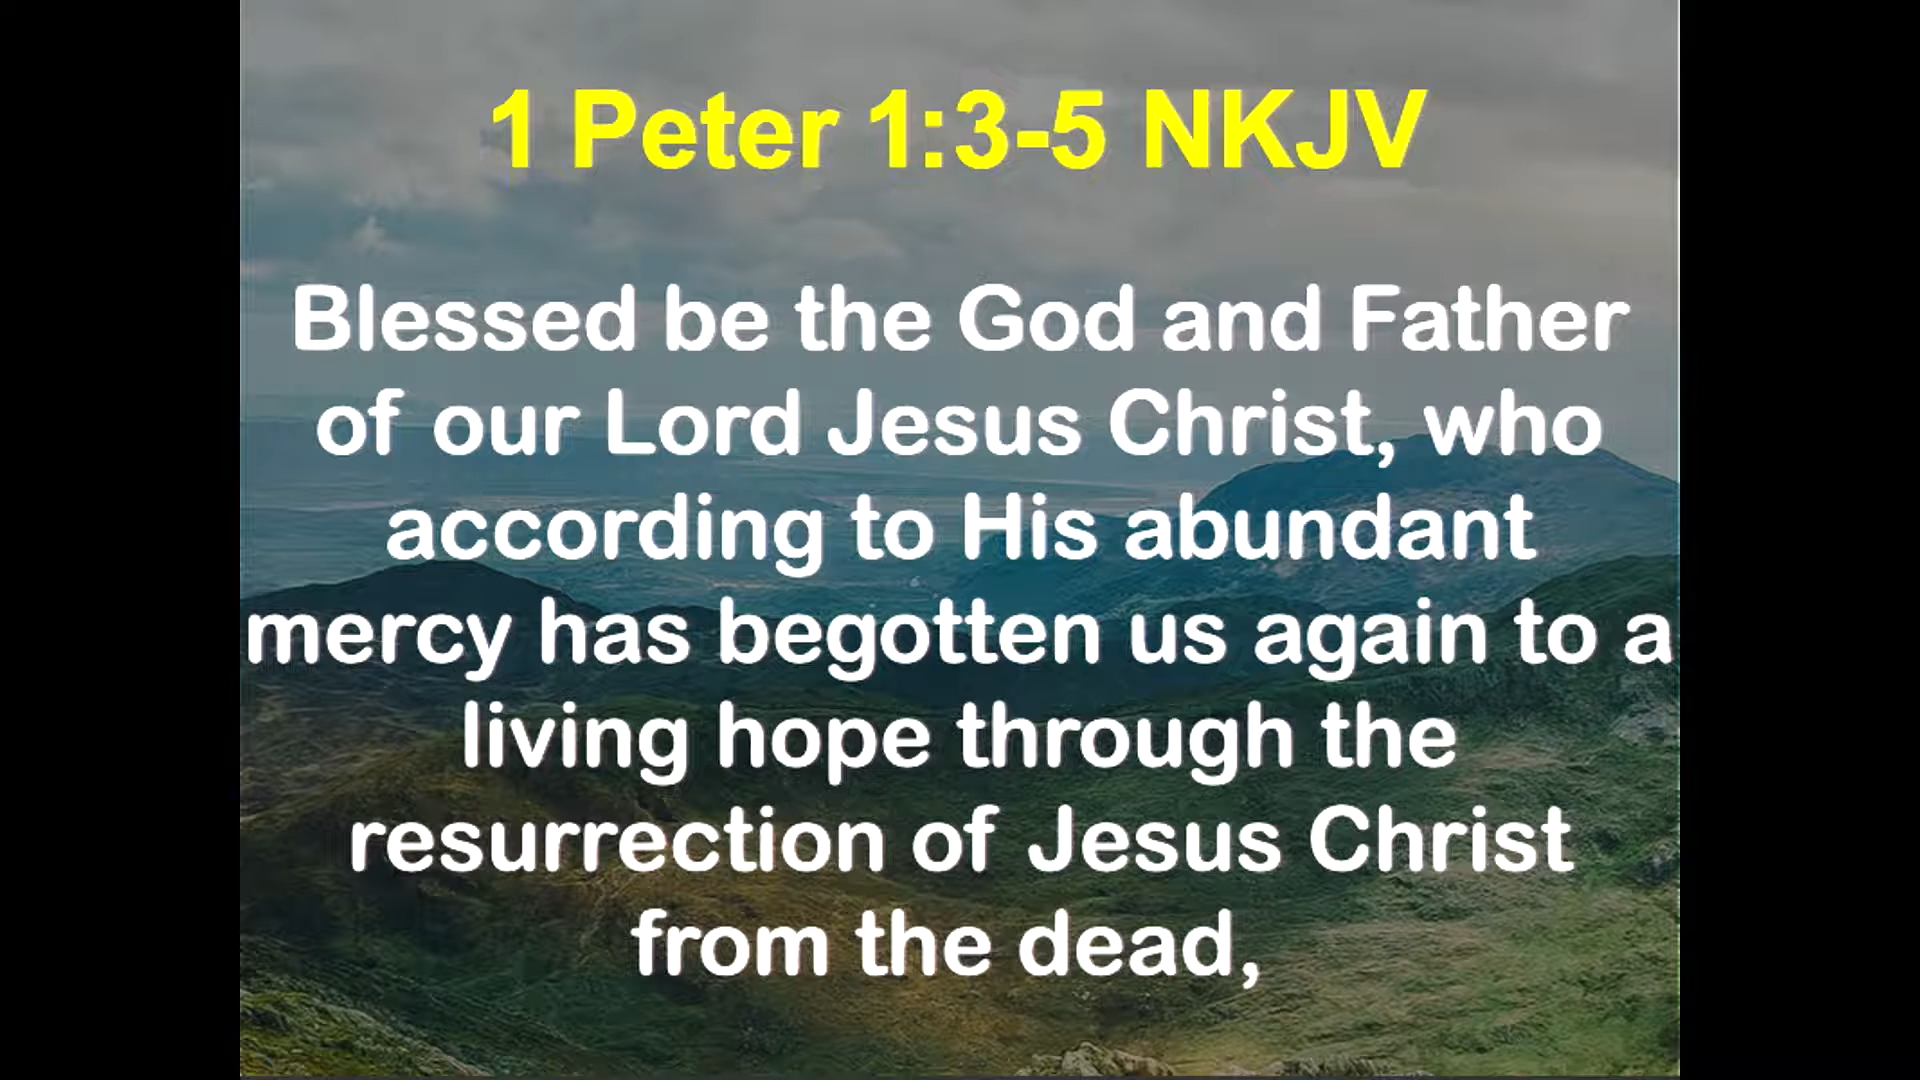 1 Peter 1:3-5 NKJV
Blessed be the God and Father
of our Lord Jesus Christ, who
according to His abundant
mercy has begotten us again to a
living hope through the
resurrection of Jesus Christ
from the dead,